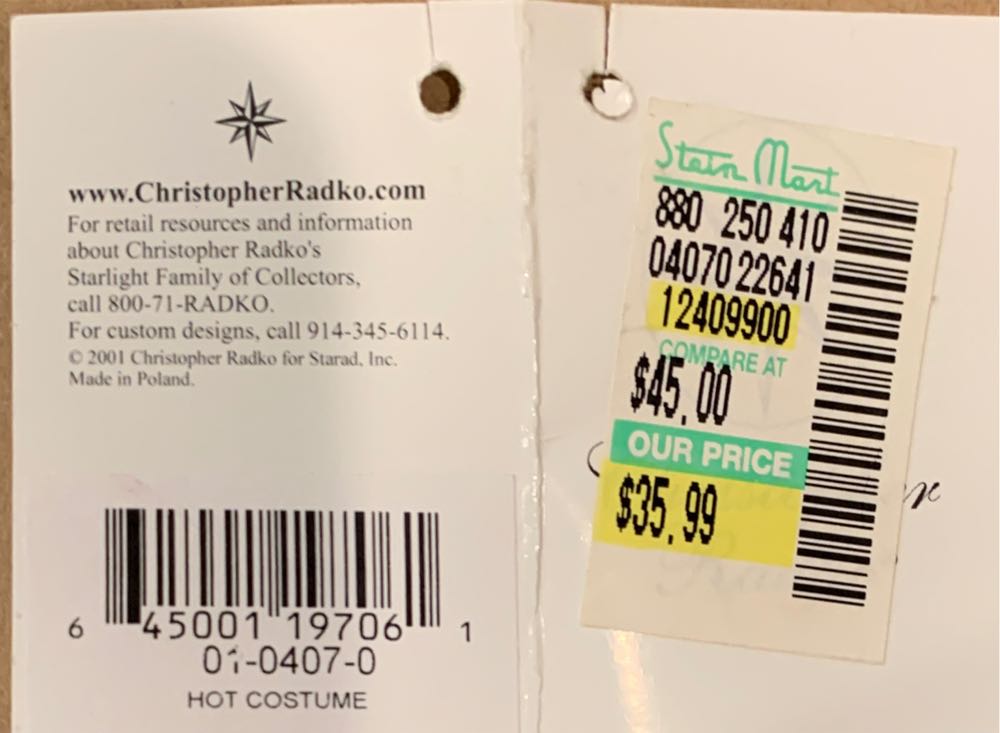 www.ChristopherRadko.com
For retail resources and information
about Christopher Radko's
Starlight Family of Collectors,
call 800-71-RADKO.
For custom designs, call 914-345-6114.
© 2001 Christopher Radko for Starad, Inc.
Made in Poland.
6 45001 19706 1
01-0407-0
HOT COSTUME
Stein Mart
880 250 410
04070 22641
12409900
COMPARE AT
$45.00
OUR PRICE
$35.99